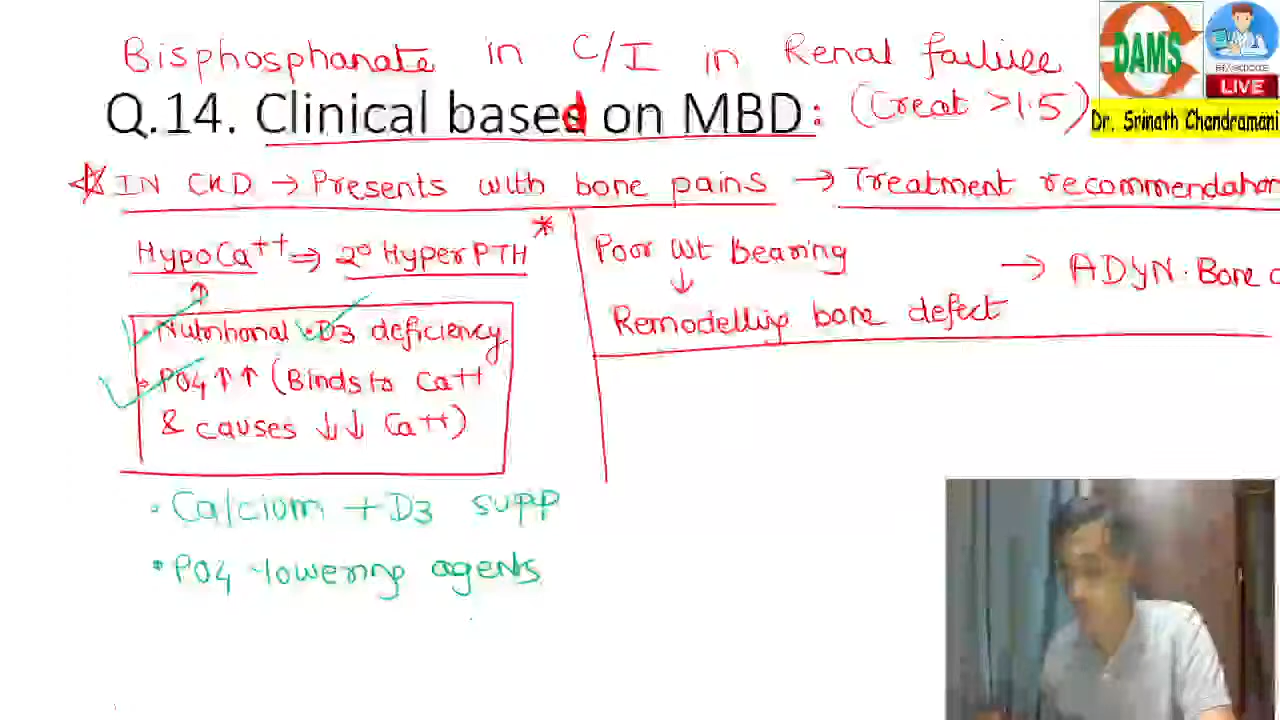 Bisphosphanate in C/I in Renal failure
DAMS
LIVE
Q.14. Clinical based on MBD: (Creat >1.5)
Dr. Srinath Chandramani
IN CKD → Presents with bone pains → Treatment recommendation
HypoCa++ ⇒ 2° HyperPTH *
Poor wt bearing
↓
Remodelling bone defect
→ ADyN. Bone
↑
• Nutritional • D3 deficiency
• PO4 ↑↑ (Binds to Ca++
& causes ↓↓ Ca++)
• Calcium + D3 supp
• PO4 -lowering agents